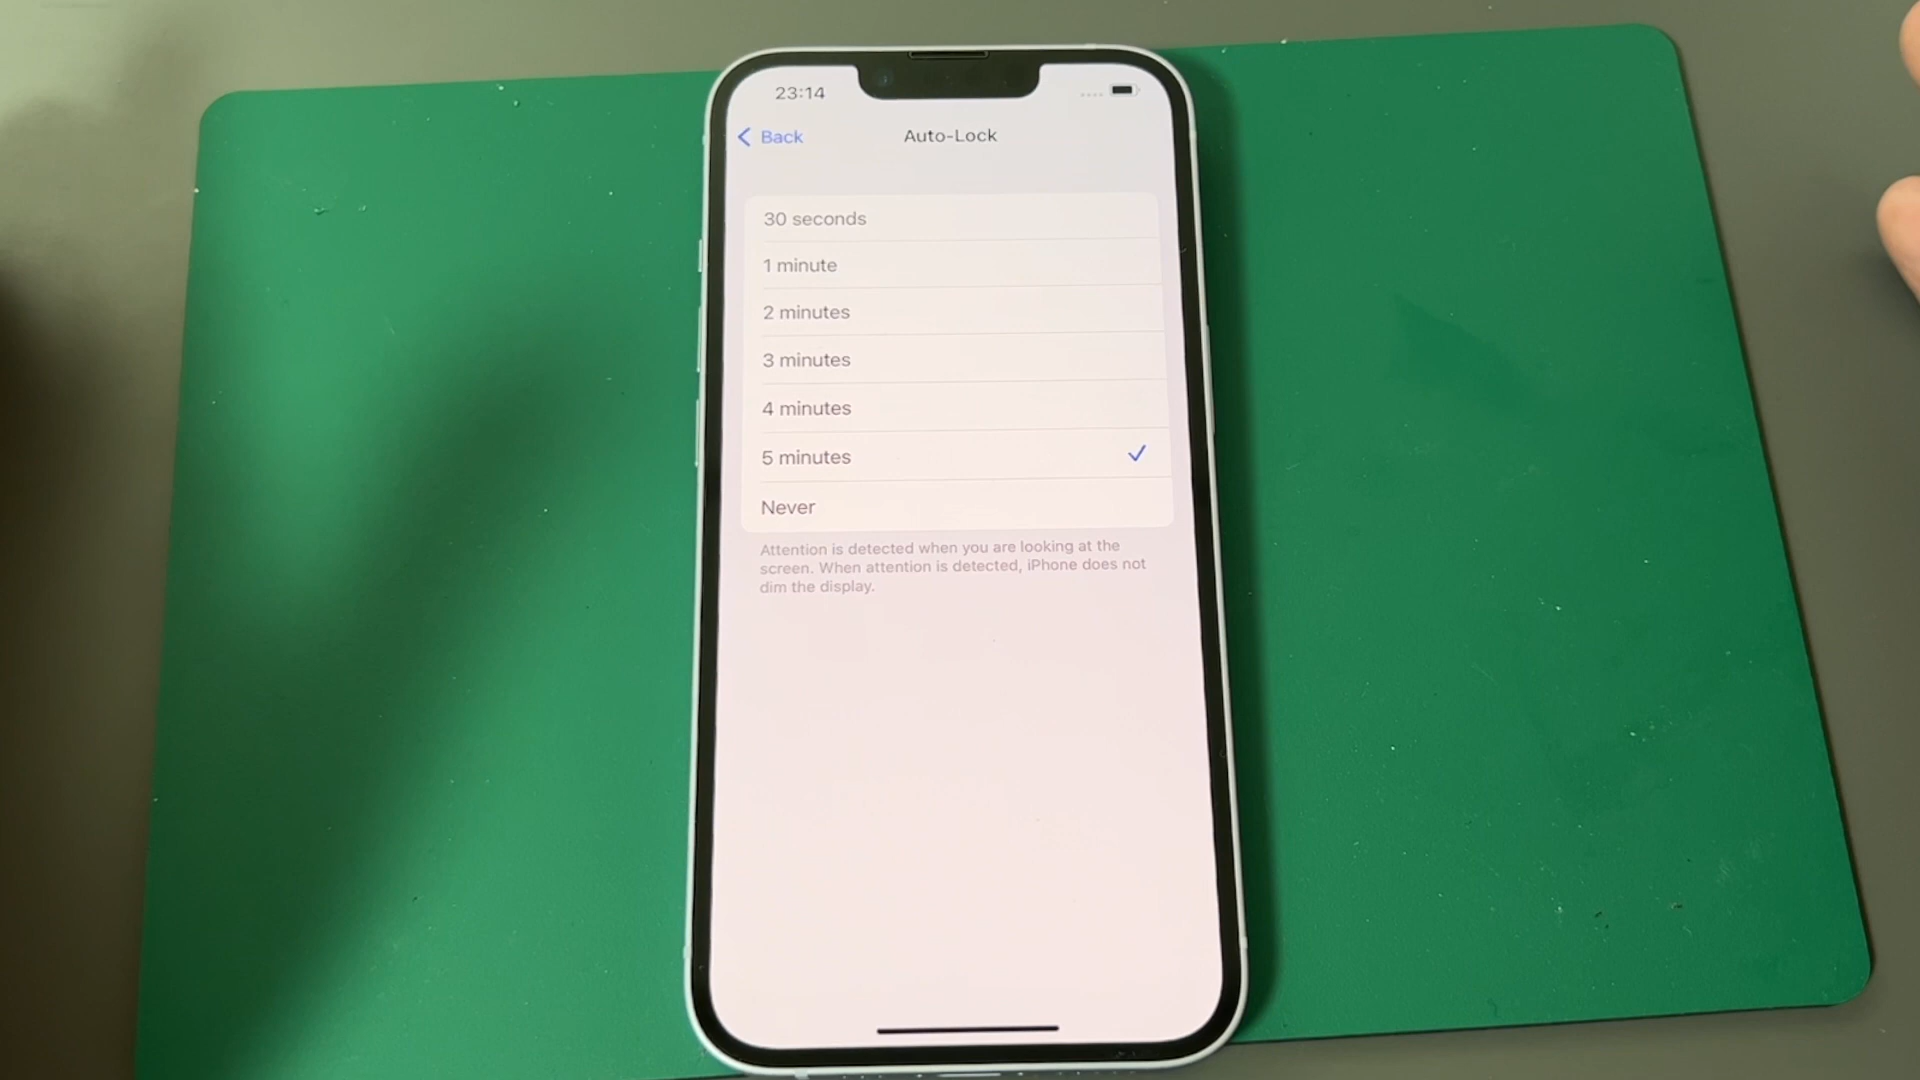 23:14
Back
Auto-Lock
30 seconds
1 minute
2 minutes
3 minutes
4 minutes
5 minutes
Never
Attention is detected when you are looking at the
screen. When attention is detected, iPhone does not
dim the display.